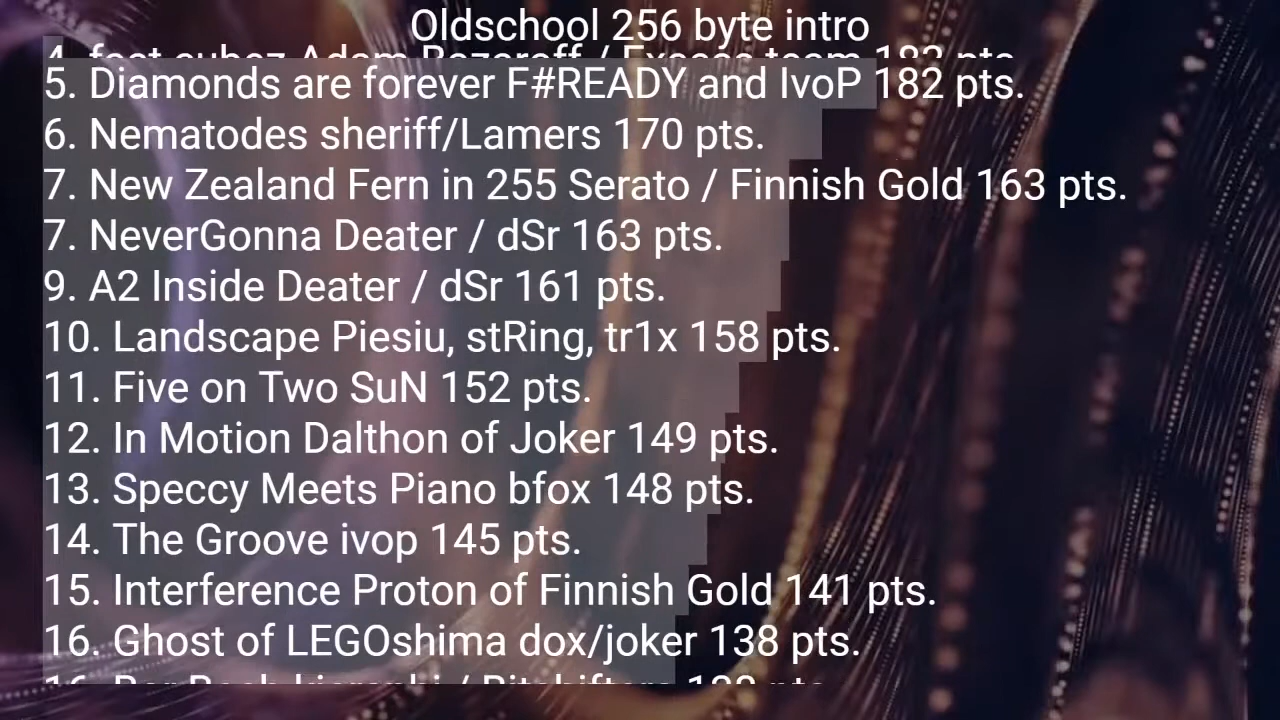 Oldschool 256 byte intro
5. Diamonds are forever F#READY and IvoP 182 pts.
6. Nematodes sheriff/Lamers 170 pts.
7. New Zealand Fern in 255 Serato / Finnish Gold 163 pts.
7. NeverGonna Deater / dSr 163 pts.
9. A2 Inside Deater / dSr 161 pts.
10. Landscape Piesiu, stRing, tr1x 158 pts.
11. Five on Two SuN 152 pts.
12. In Motion Dalthon of Joker 149 pts.
13. Speccy Meets Piano bfox 148 pts.
14. The Groove ivop 145 pts.
15. Interference Proton of Finnish Gold 141 pts.
16. Ghost of LEGOshima dox/joker 138 pts.